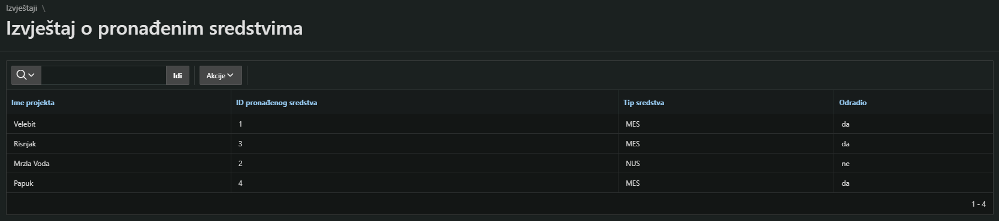 Izvještaji \
Izvještaj o pronađenim sredstvima
Idi Akcije
Ime projekta ID pronađenog sredstva Tip sredstva Odradio
Velebit 1 MES da
Risnjak 3 MES da
Mrzla Voda 2 NUS ne
Papuk 4 MES da
1 - 4